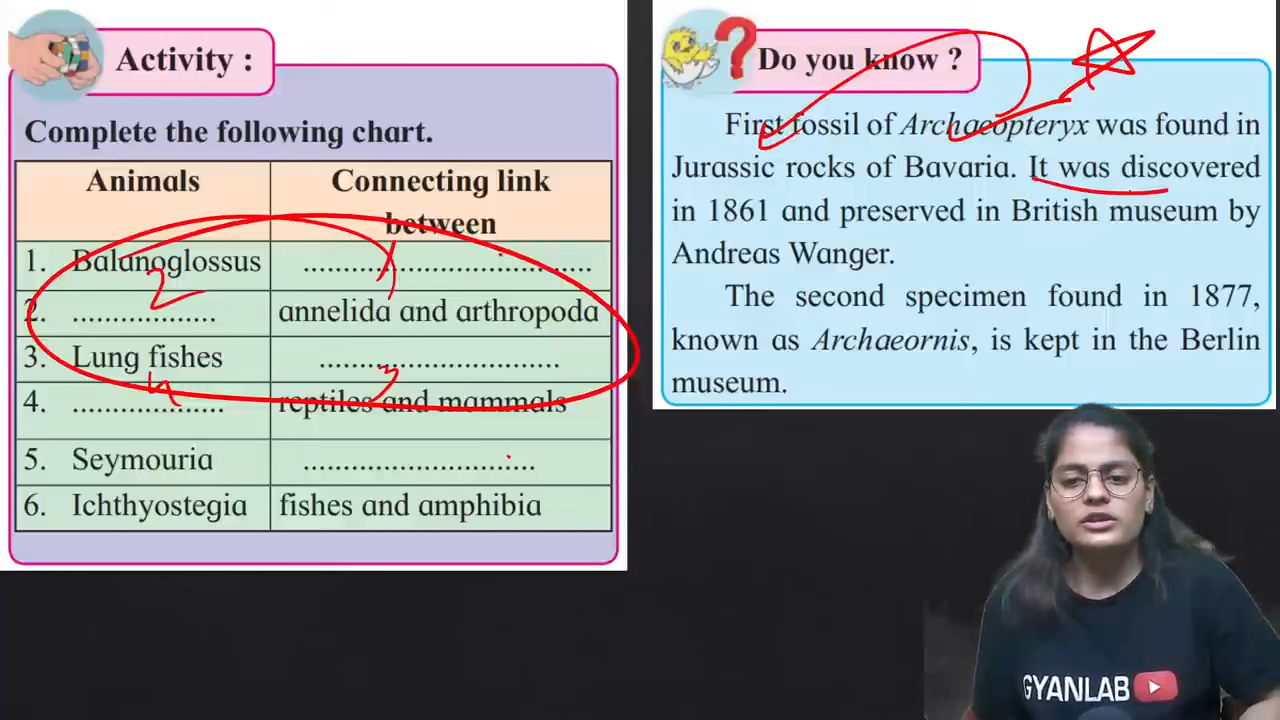 Activity :
Complete the following chart.
Animals
Connecting link between
1. Balanoglossus .....................................
2. .................. annelida and arthropoda
3. Lung fishes ..............................
4. ................... reptiles and mammals
5. Seymouria .............................
6. Ichthyostegia fishes and amphibia
2
3
4
?
Do you know ?
First fossil of Archaeopteryx was found in
Jurassic rocks of Bavaria. It was discovered
in 1861 and preserved in British museum by
Andreas Wanger.
The second specimen found in 1877,
known as Archaeornis, is kept in the Berlin
museum.
GYANLAB